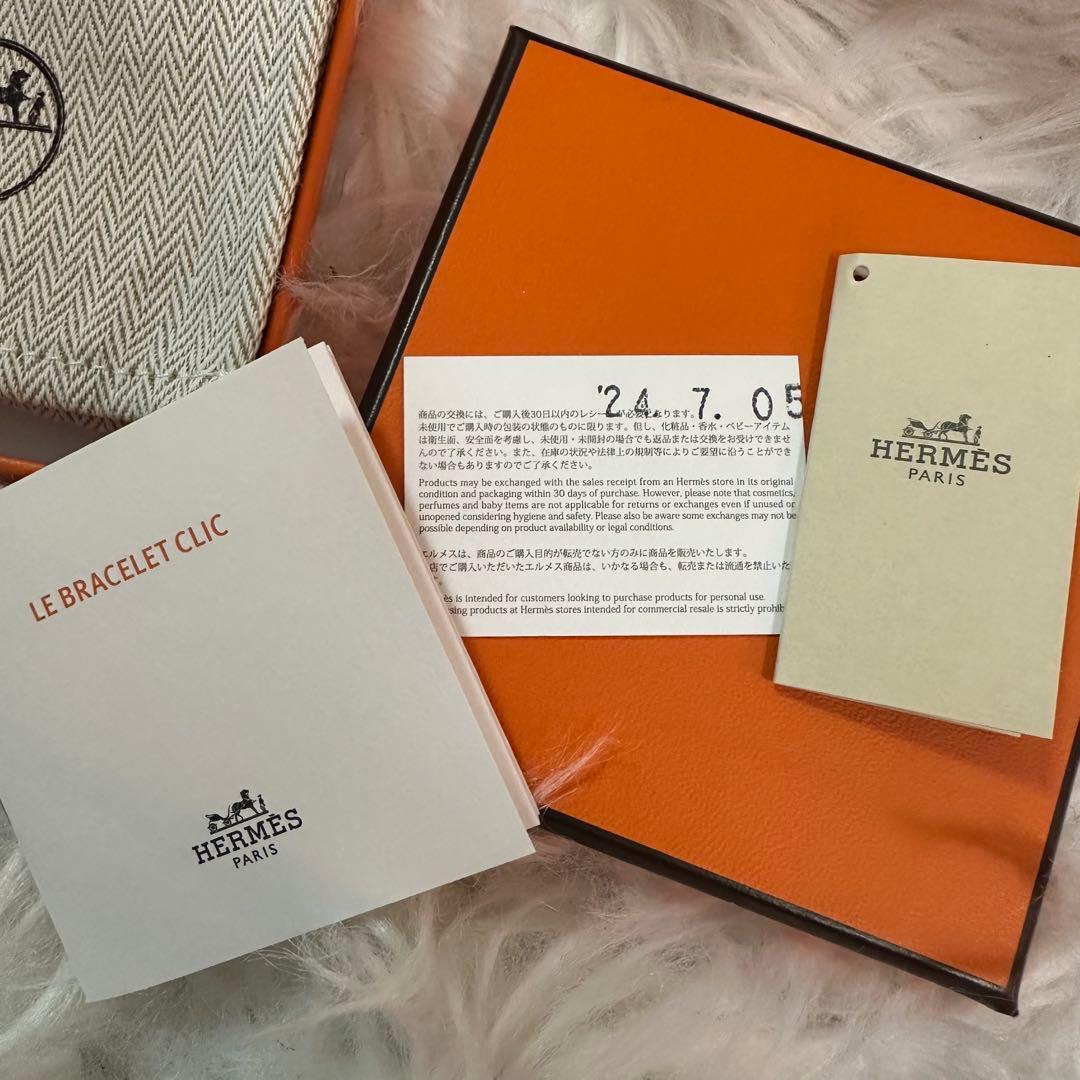 '24. 7. 05
商品の交換には、ご購入後30日以内のレシートが必要となります。
未使用でご購入時の包装の状態のものに限ります。但し、化粧品・香水・ベビーアイテム
は衛生面、安全面を考慮し、未使用・未開封の場合でも返品または交換をお受けできませ
んのでご了承ください。また、在庫の状況や法律上の規制等によりご要望に沿うことができ
ない場合もありますのでご了承ください。
Products may be exchanged with the sales receipt from an Hermès store in its original
condition and packaging within 30 days of purchase. However, please note that cosmetics,
perfumes and baby items are not applicable for returns or exchanges even if unused or
unopened considering hygiene and safety. Please also be aware some exchanges may not be
possible depending on product availability or legal conditions.
エルメスは、商品のご購入目的が転売でない方のみに商品を販売いたします。
店でご購入いただいたエルメス商品は、いかなる場合も、転売または流通を禁止いた
す。
is intended for customers looking to purchase products for personal use.
products at Hermès stores intended for commercial resale is strictly
HERMÈS
PARIS
LE BRACELET CLIC
HERMÈS
PARIS